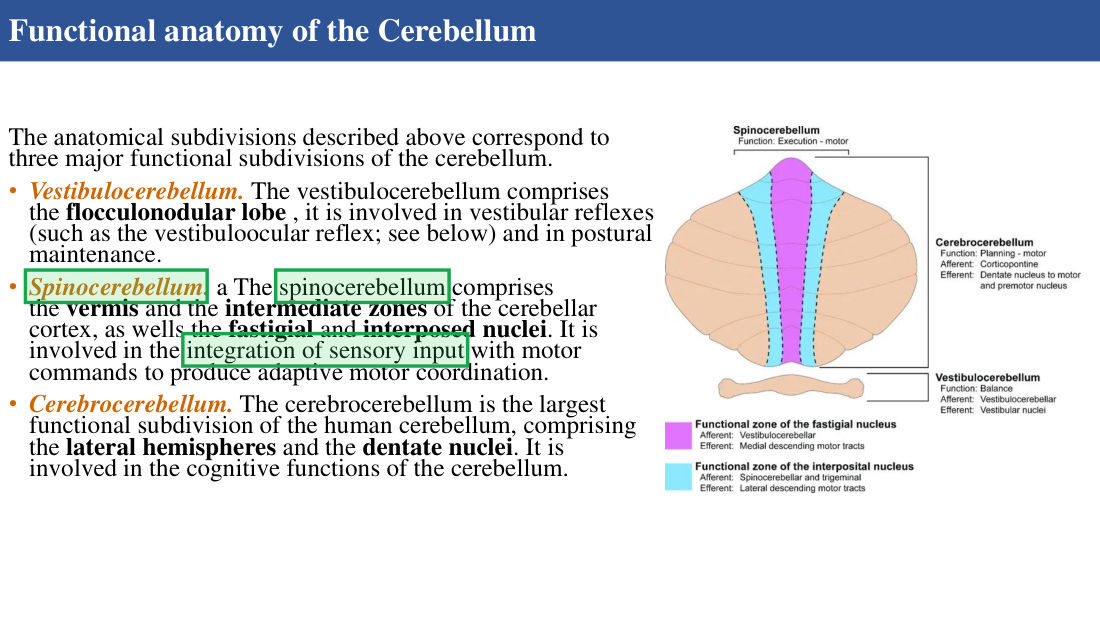 Functional anatomy of the Cerebellum
The anatomical subdivisions described above correspond to
three major functional subdivisions of the cerebellum.
• Vestibulocerebellum. The vestibulocerebellum comprises
the flocculonodular lobe , it is involved in vestibular reflexes
(such as the vestibuloocular reflex; see below) and in postural
maintenance.
• Spinocerebellum. a The spinocerebellum comprises
the vermis and the intermediate zones of the cerebellar
cortex, as wells the fastigial and interposed nuclei. It is
involved in the integration of sensory input with motor
commands to produce adaptive motor coordination.
• Cerebrocerebellum. The cerebrocerebellum is the largest
functional subdivision of the human cerebellum, comprising
the lateral hemispheres and the dentate nuclei. It is
involved in the cognitive functions of the cerebellum.
Spinocerebellum
Function: Execution - motor
Cerebrocerebellum
Function: Planning - motor
Afferent: Corticopontine
Efferent: Dentate nucleus to motor
and premotor nucleus
Vestibulocerebellum
Function: Balance
Afferent: Vestibulocerebellar
Efferent: Vestibular nuclei
Functional zone of the fastigial nucleus
Afferent: Vestibulocerebellar
Efferent: Medial descending motor tracts
Functional zone of the interposital nucleus
Afferent: Spinocerebellar and trigeminal
Efferent: Lateral descending motor tracts